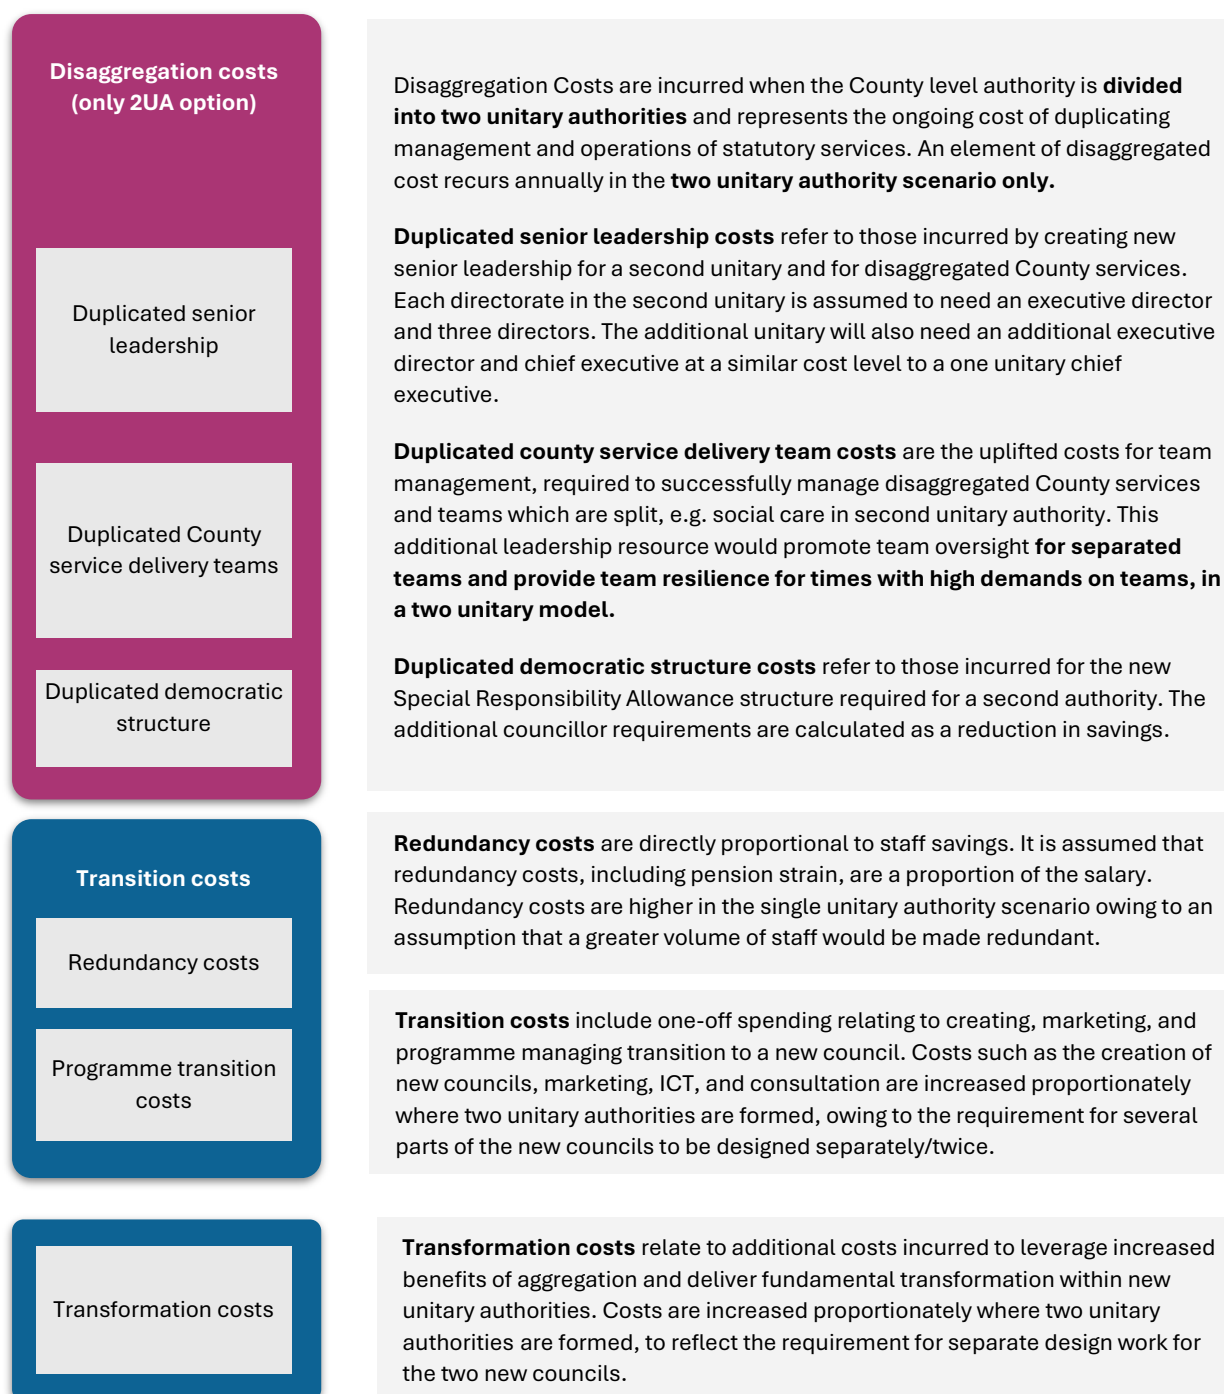 Disaggregation costs
(only 2UA option)
Disaggregation Costs are incurred when the County level authority is divided
into two unitary authorities and represents the ongoing cost of duplicating
management and operations of statutory services. An element of disaggregated
cost recurs annually in the two unitary authority scenario only.
Duplicated senior
leadership
Duplicated senior leadership costs refer to those incurred by creating new
senior leadership for a second unitary and for disaggregated County services.
Each directorate in the second unitary is assumed to need an executive director
and three directors. The additional unitary will also need an additional executive
director and chief executive at a similar cost level to a one unitary chief
executive.
Duplicated County
service delivery teams
Duplicated county service delivery team costs are the uplifted costs for team
management, required to successfully manage disaggregated County services
and teams which are split, e.g. social care in second unitary authority. This
additional leadership resource would promote team oversight for separated
teams and provide team resilience for times with high demands on teams, in
a two unitary model.
Duplicated democratic
structure
Duplicated democratic structure costs refer to those incurred for the new
Special Responsibility Allowance structure required for a second authority. The
additional councillor requirements are calculated as a reduction in savings.
Transition costs
Redundancy costs
Redundancy costs are directly proportional to staff savings. It is assumed that
redundancy costs, including pension strain, are a proportion of the salary.
Redundancy costs are higher in the single unitary authority scenario owing to an
assumption that a greater volume of staff would be made redundant.
Programme transition
costs
Transition costs include one-off spending relating to creating, marketing, and
programme managing transition to a new council. Costs such as the creation of
new councils, marketing, ICT, and consultation are increased proportionately
where two unitary authorities are formed, owing to the requirement for several
parts of the new councils to be designed separately/twice.
Transformation costs
Transformation costs relate to additional costs incurred to leverage increased
benefits of aggregation and deliver fundamental transformation within new
unitary authorities. Costs are increased proportionately where two unitary
authorities are formed, to reflect the requirement for separate design work for
the two new councils.